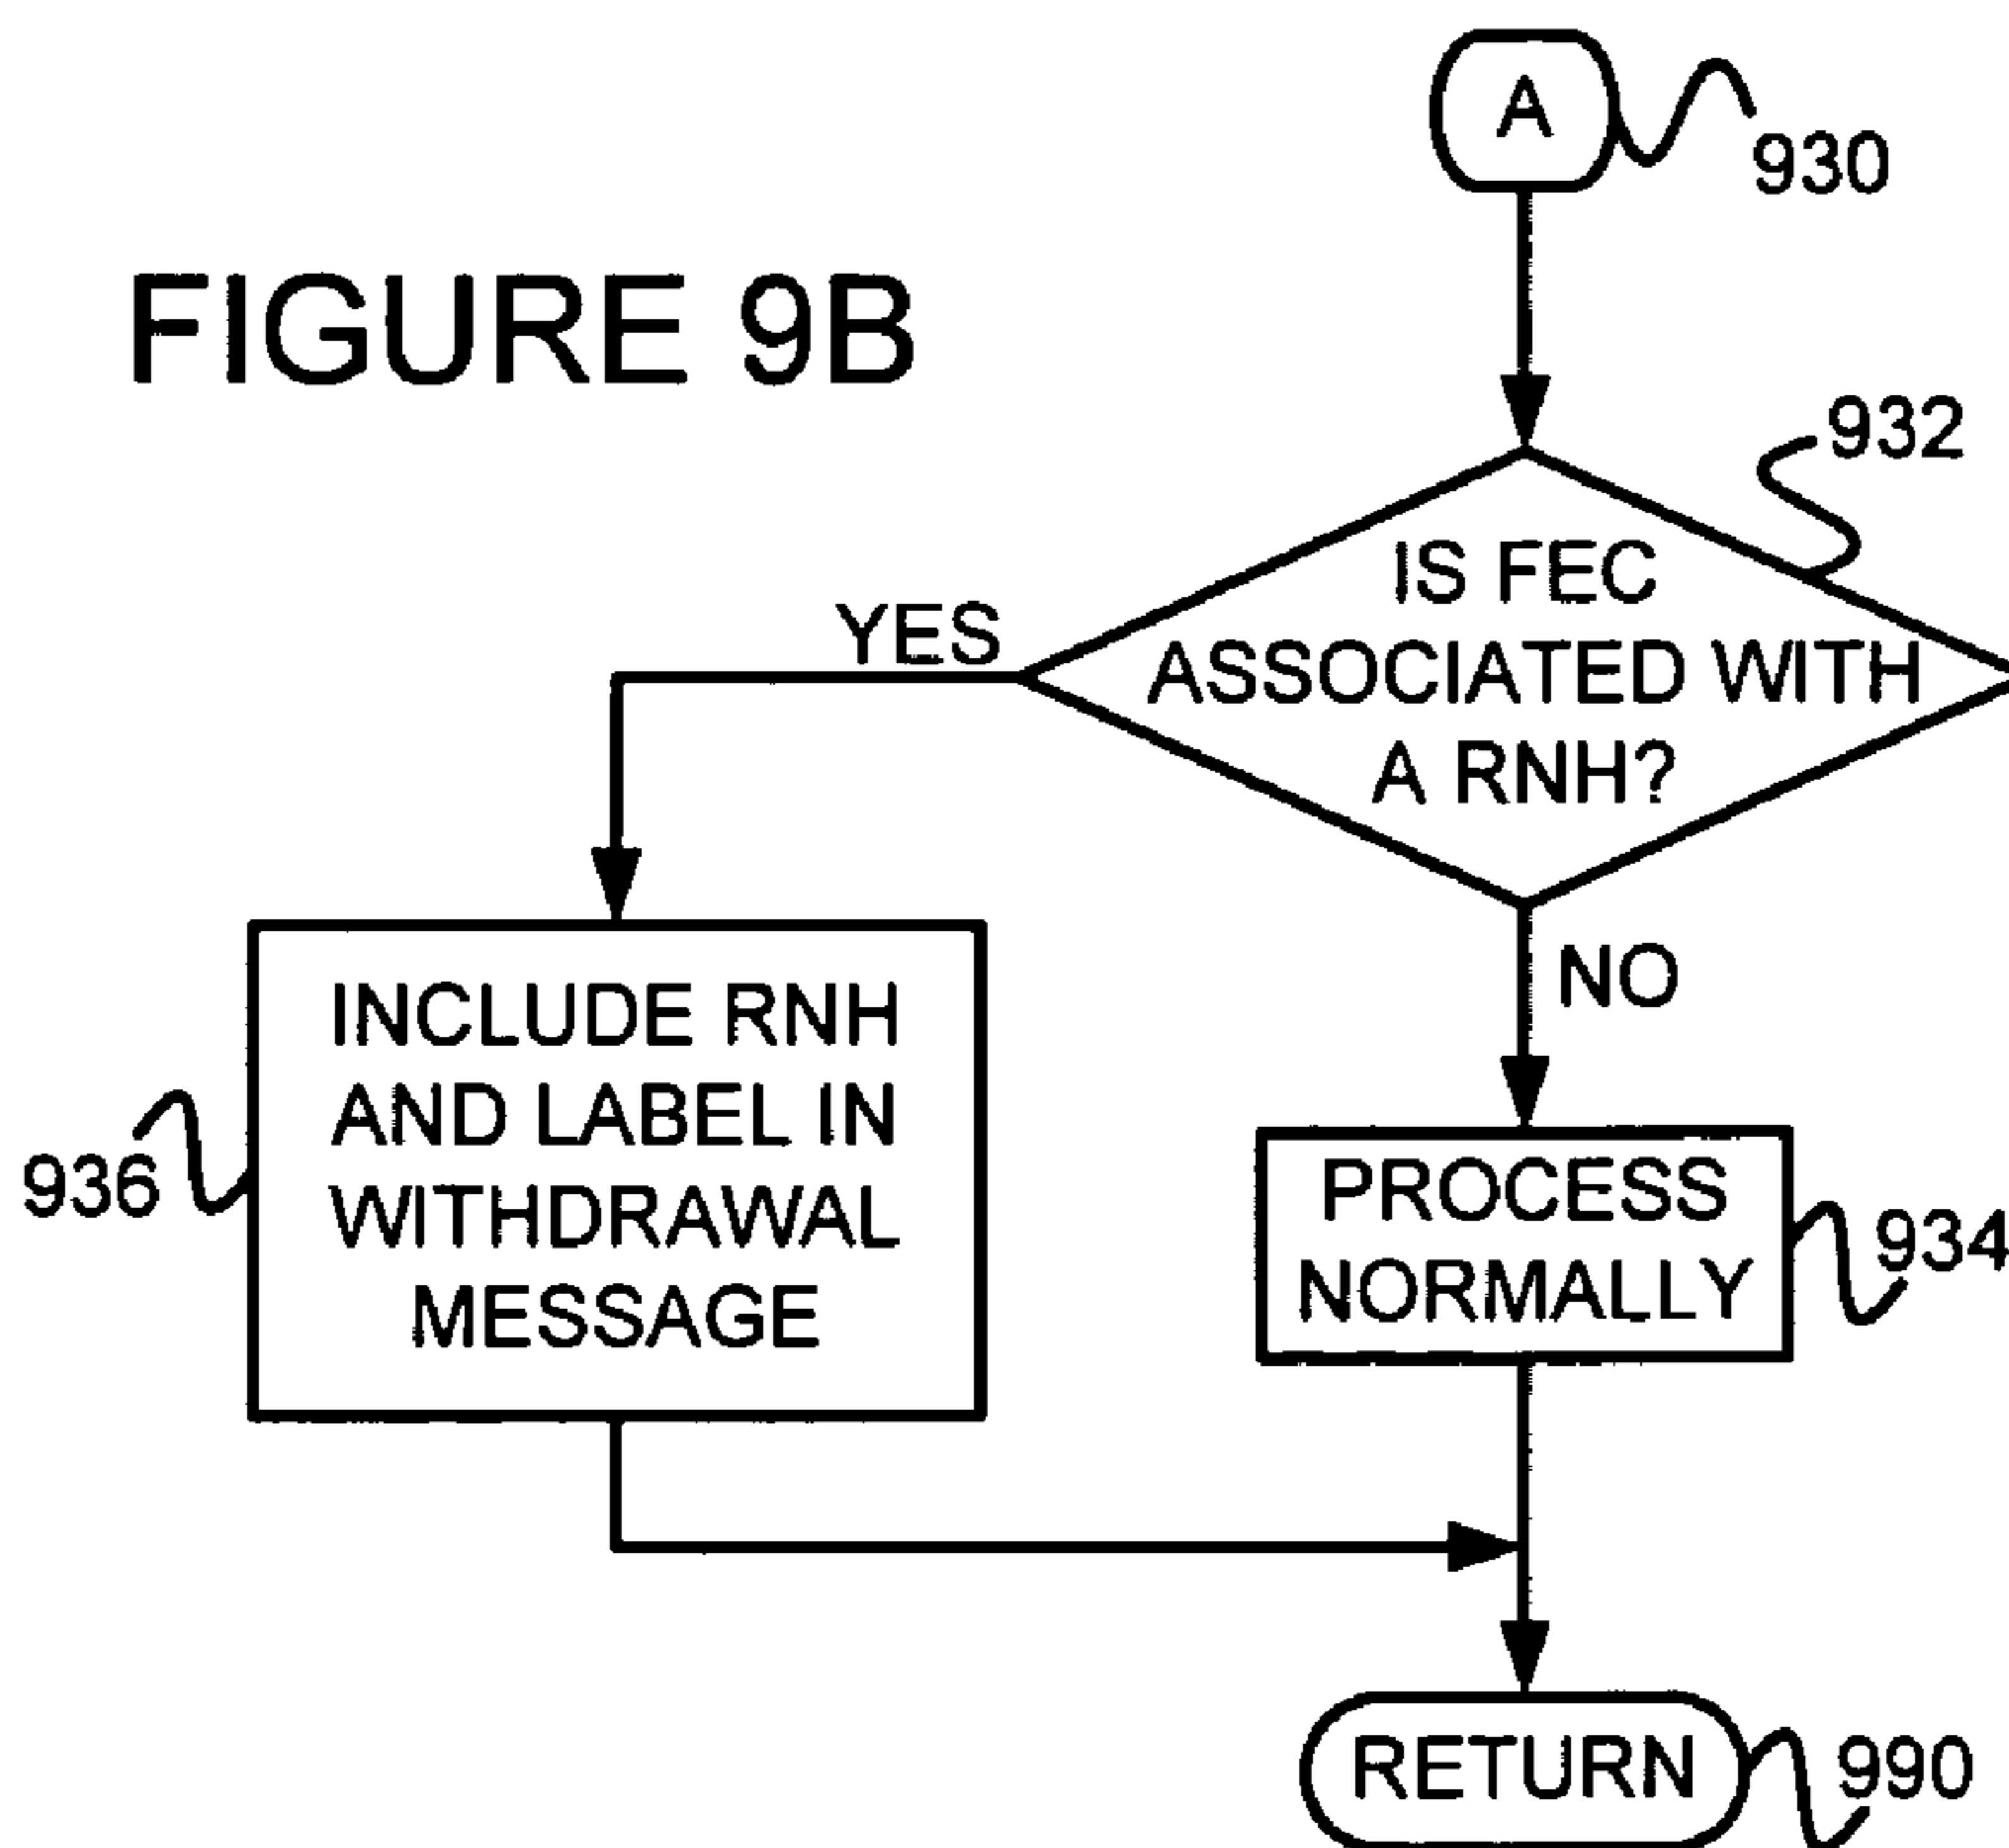 A
930
FIGURE 9B
932
IS FEC
ASSOCIATED WITH
A RNH?
YES
NO
INCLUDE RNH
AND LABEL IN
WITHDRAWAL
MESSAGE
936
PROCESS
NORMALLY
934
RETURN
990